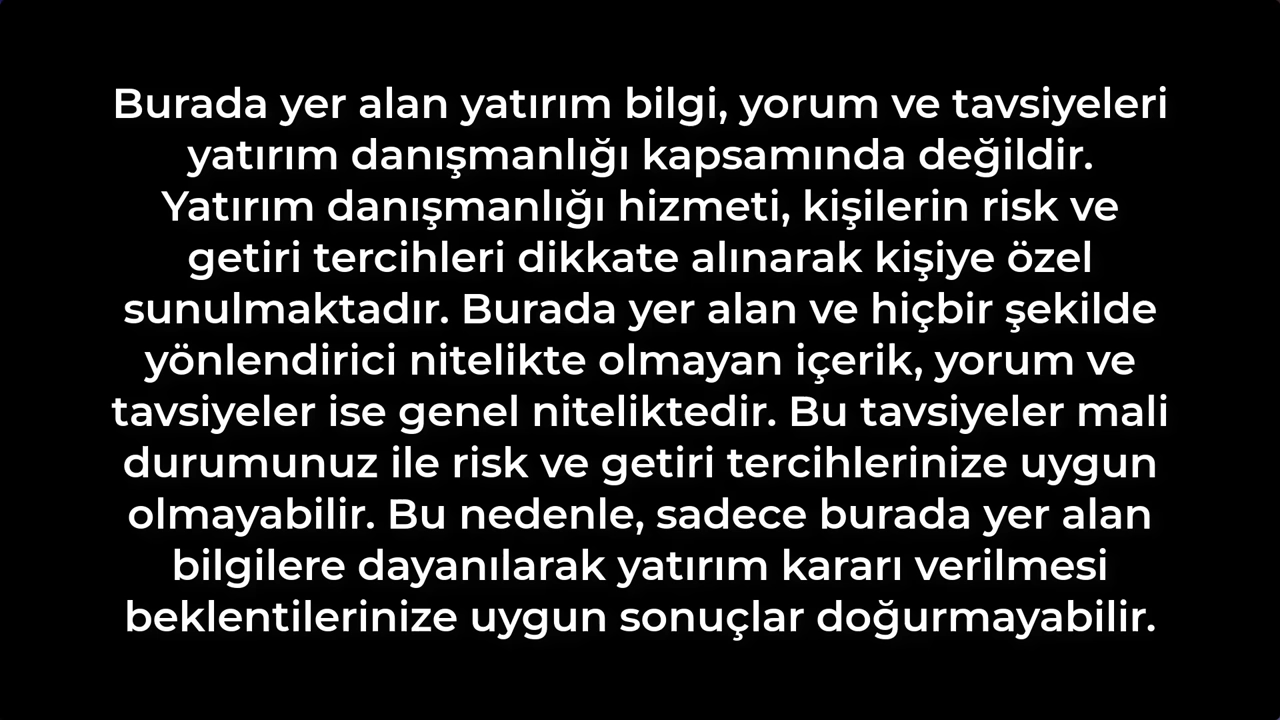 Burada yer alan yatırım bilgi, yorum ve tavsiyeleri
yatırım danışmanlığı kapsamında değildir.
Yatırım danışmanlığı hizmeti, kişilerin risk ve
getiri tercihleri dikkate alınarak kişiye özel
sunulmaktadır. Burada yer alan ve hiçbir şekilde
yönlendirici nitelikte olmayan içerik, yorum ve
tavsiyeler ise genel niteliktedir. Bu tavsiyeler mali
durumunuz ile risk ve getiri tercihlerinize uygun
olmayabilir. Bu nedenle, sadece burada yer alan
bilgilere dayanılarak yatırım kararı verilmesi
beklentilerinize uygun sonuçlar doğurmayabilir.